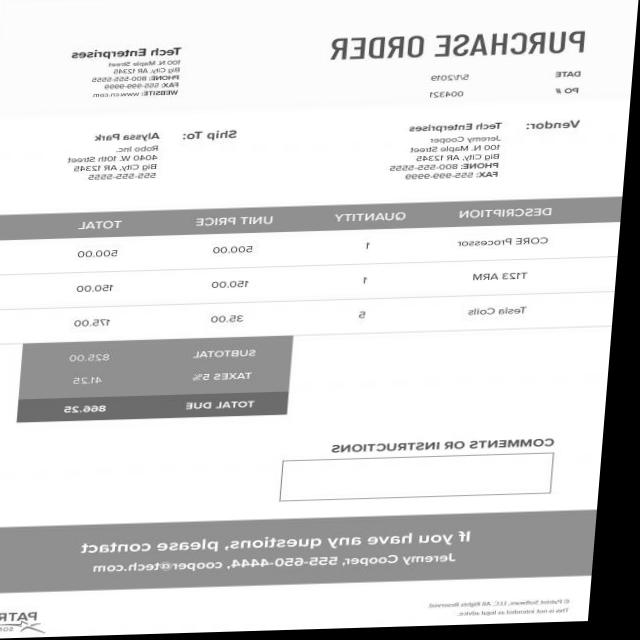 PURCHASE ORDER
DATE 5/1/2019
PO # 004321
Tech Enterprises
100 N. Maple Street
Big City, AR 12345
PHONE: 800-555-5555
FAX: 555-999-9999
WEBSITE: www.cn.com
Vendor: Tech Enterprises
Jeremy Cooper
100 N. Maple Street
Big City, AR 12345
PHONE: 800-555-5555
FAX: 555-999-9999
Ship To: Alyssa Park
Robo Inc.
4040 W. 10th Street
Big City, AR 12345
555-555-5555
DESCRIPTION QUANTITY UNIT PRICE TOTAL
CORE Processor 1 500.00 500.00
T123 ARM 1 150.00 150.00
Tesla Coils 5 35.00 175.00
SUBTOTAL 825.00
TAXES 5% 41.25
TOTAL DUE 866.25
COMMENTS OR INSTRUCTIONS
If you have any questions, please contact
Jeremy Cooper, 555-650-4444, cooper@tech.com
© Patriot Software, LLC. All Rights Reserved.
This is not intended as legal advice.
PATR